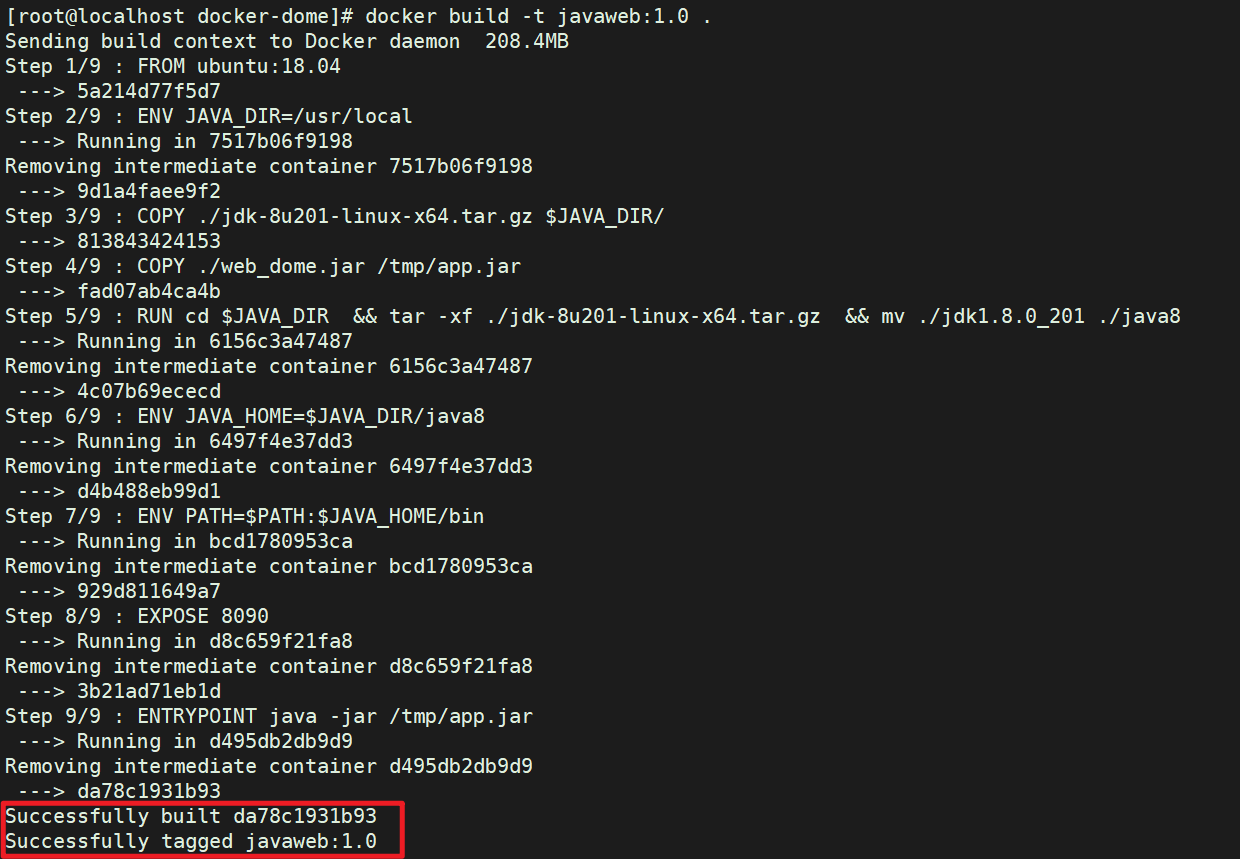 [root@localhost docker-dome]# docker build -t javaweb:1.0 .
Sending build context to Docker daemon  208.4MB
Step 1/9 : FROM ubuntu:18.04
 ---> 5a214d77f5d7
Step 2/9 : ENV JAVA_DIR=/usr/local
 ---> Running in 7517b06f9198
Removing intermediate container 7517b06f9198
 ---> 9d1a4faee9f2
Step 3/9 : COPY ./jdk-8u201-linux-x64.tar.gz $JAVA_DIR/
 ---> 813843424153
Step 4/9 : COPY ./web_dome.jar /tmp/app.jar
 ---> fad07ab4ca4b
Step 5/9 : RUN cd $JAVA_DIR  && tar -xf ./jdk-8u201-linux-x64.tar.gz  && mv ./jdk1.8.0_201 ./java8
 ---> Running in 6156c3a47487
Removing intermediate container 6156c3a47487
 ---> 4c07b69ececd
Step 6/9 : ENV JAVA_HOME=$JAVA_DIR/java8
 ---> Running in 6497f4e37dd3
Removing intermediate container 6497f4e37dd3
 ---> d4b488eb99d1
Step 7/9 : ENV PATH=$PATH:$JAVA_HOME/bin
 ---> Running in bcd1780953ca
Removing intermediate container bcd1780953ca
 ---> 929d811649a7
Step 8/9 : EXPOSE 8090
 ---> Running in d8c659f21fa8
Removing intermediate container d8c659f21fa8
 ---> 3b21ad71eb1d
Step 9/9 : ENTRYPOINT java -jar /tmp/app.jar
 ---> Running in d495db2db9d9
Removing intermediate container d495db2db9d9
 ---> da78c1931b93
Successfully built da78c1931b93
Successfully tagged javaweb:1.0